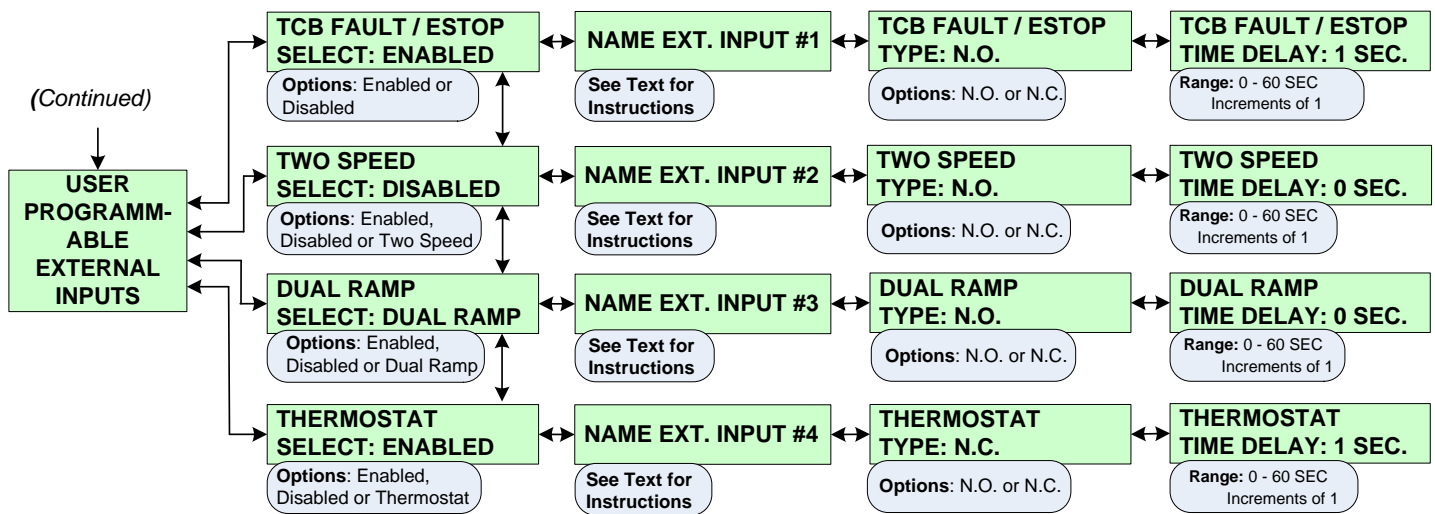 (Continued)
USER
PROGRAMM-
ABLE
EXTERNAL
INPUTS
TCB FAULT / ESTOP
SELECT: ENABLED
Options: Enabled or
Disabled
NAME EXT. INPUT #1
See Text for
Instructions
TCB FAULT / ESTOP
TYPE: N.O.
Options: N.O. or N.C.
TCB FAULT / ESTOP
TIME DELAY: 1 SEC.
Range: 0 - 60 SEC
Increments of 1
TWO SPEED
SELECT: DISABLED
Options: Enabled,
Disabled or Two Speed
NAME EXT. INPUT #2
See Text for
Instructions
TWO SPEED
TYPE: N.O.
Options: N.O. or N.C.
TWO SPEED
TIME DELAY: 0 SEC.
Range: 0 - 60 SEC
Increments of 1
DUAL RAMP
SELECT: DUAL RAMP
Options: Enabled,
Disabled or Dual Ramp
NAME EXT. INPUT #3
See Text for
Instructions
DUAL RAMP
TYPE: N.O.
Options: N.O. or N.C.
DUAL RAMP
TIME DELAY: 0 SEC.
Range: 0 - 60 SEC
Increments of 1
THERMOSTAT
SELECT: ENABLED
Options: Enabled,
Disabled or Thermostat
NAME EXT. INPUT #4
See Text for
Instructions
THERMOSTAT
TYPE: N.C.
Options: N.O. or N.C.
THERMOSTAT
TIME DELAY: 1 SEC.
Range: 0 - 60 SEC
Increments of 1